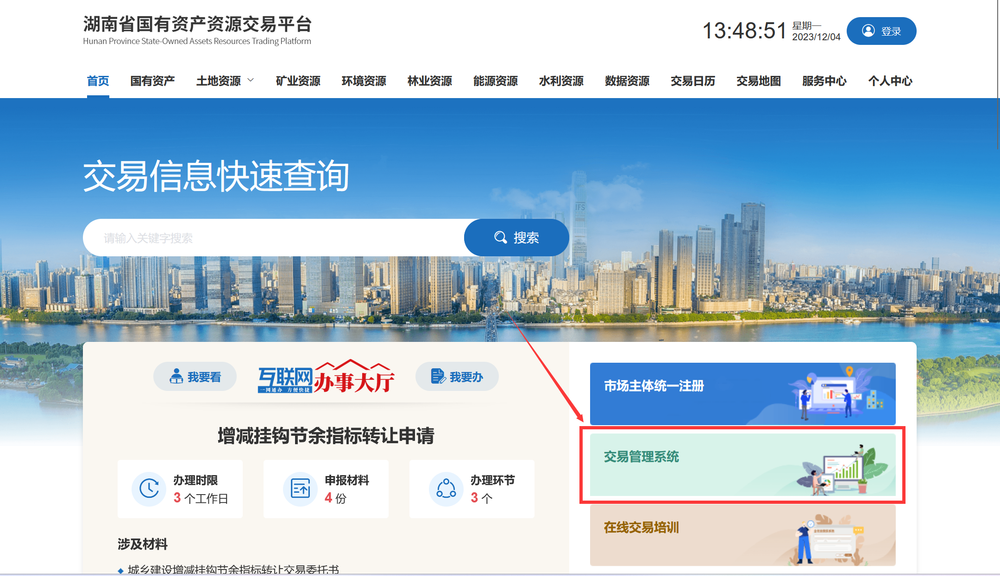 湖南省国有资产资源交易平台
Hunan Province State-Owned Assets Resources Trading Platform
13:48:51
星期一
2023/12/04
登录
首页 国有资产 土地资源 矿业资源 环境资源 林业资源 能源资源 水利资源 数据资源 交易日历 交易地图 服务中心 个人中心
交易信息快速查询
请输入关键字搜索
搜索
IFS
我要看
互联网
一网通办 方便快捷
办事大厅
我要办
增减挂钩节余指标转让申请
办理时限
3 个工作日
申报材料
4 份
办理环节
3 个
涉及材料
城乡建设增减挂钩节余指标转让交易委托书
市场主体统一注册
交易管理系统
在线交易培训